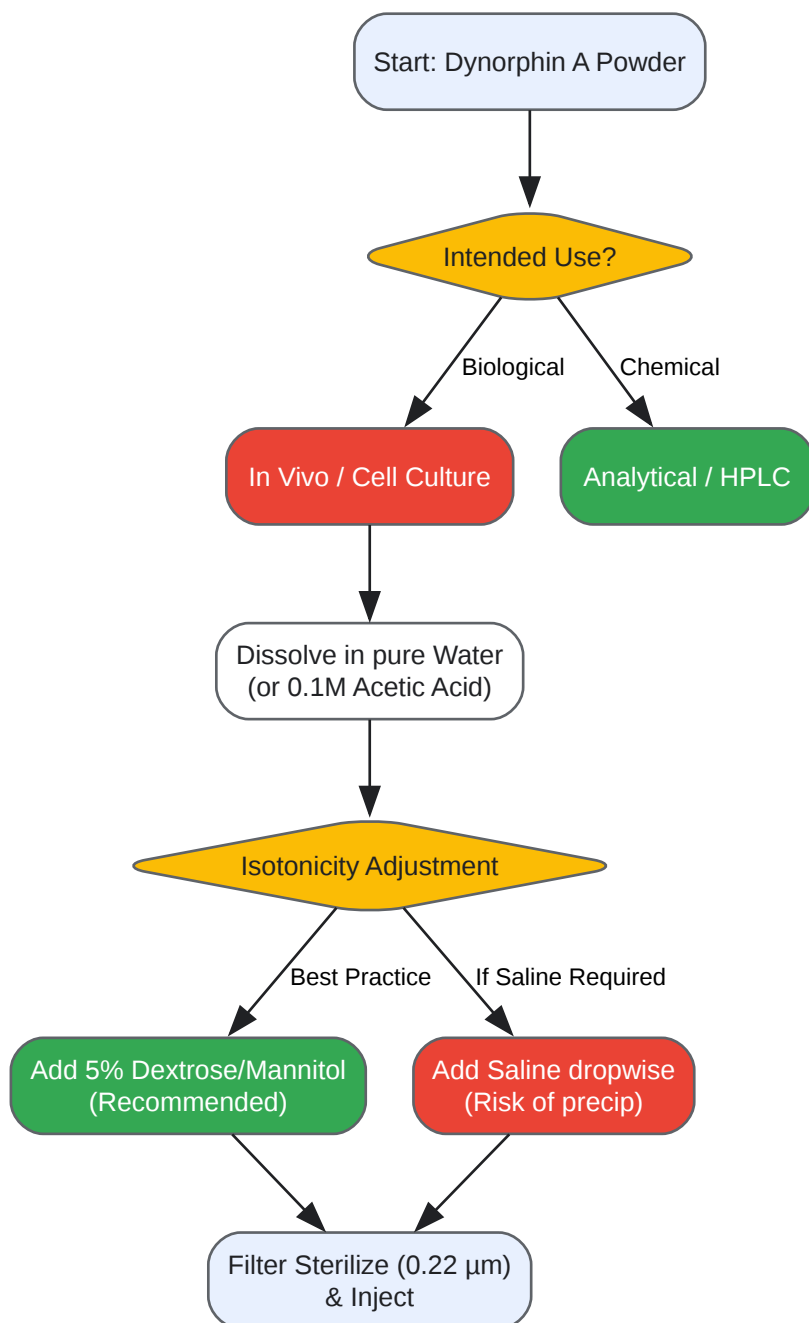 Start: Dynorphin A Powder
Intended Use?
Biological
Chemical
In Vivo / Cell Culture
Analytical / HPLC
Dissolve in pure Water
(or 0.1M Acetic Acid)
Isotonicity Adjustment
Best Practice
If Saline Required
Add 5% Dextrose/Mannitol
(Recommended)
Add Saline dropwise
(Risk of precip)
Filter Sterilize (0.22 µm)
& Inject